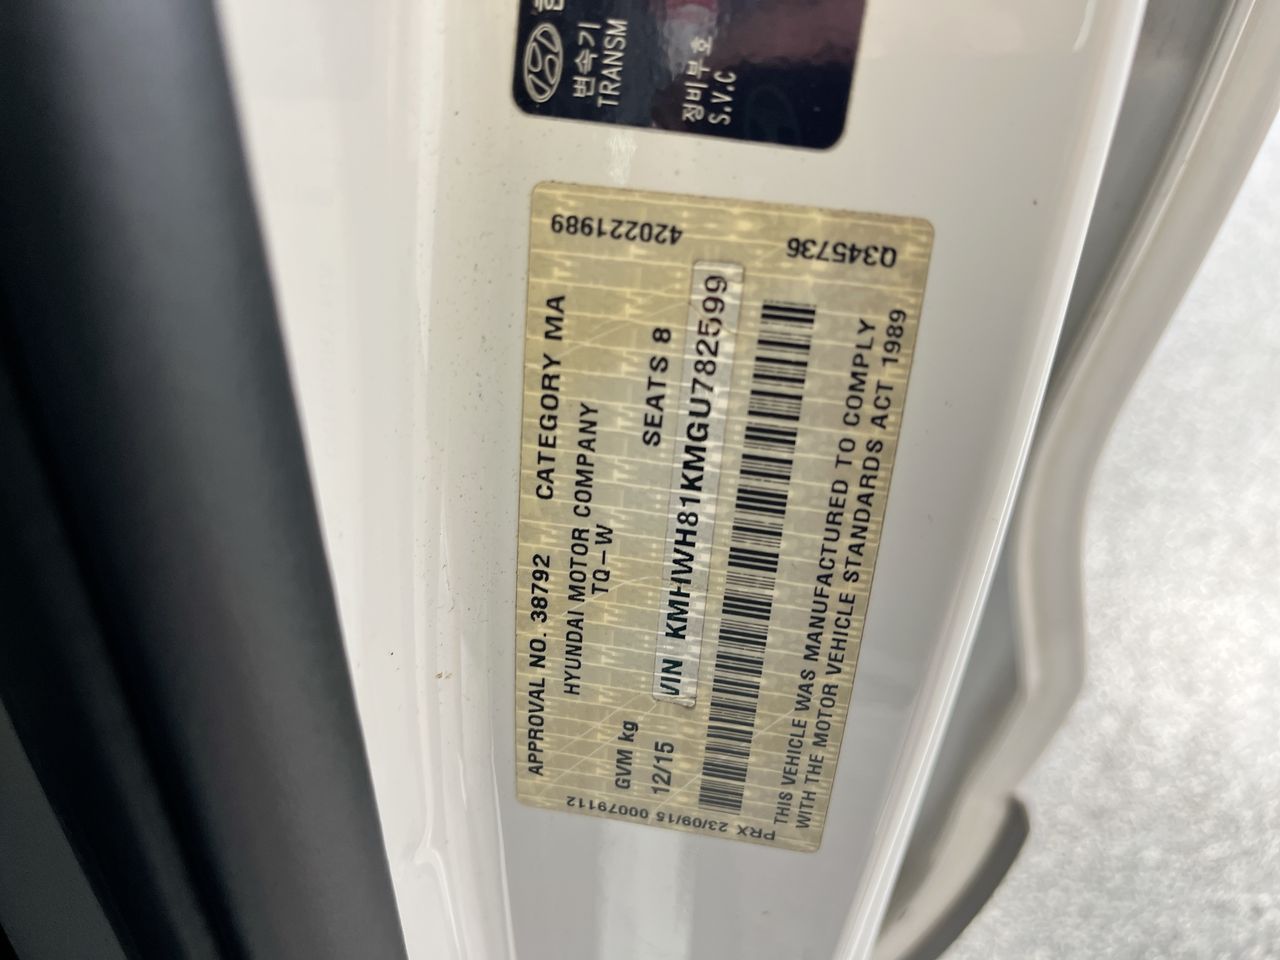 변속기
TRANSM
정비부호
S.V.C
420221989
Q345736
APPROVAL NO. 38792 CATEGORY MA
HYUNDAI MOTOR COMPANY
TQ-W
GVM kg SEATS 8
12/15 VIN KMHWH81KMGU782599
THIS VEHICLE WAS MANUFACTURED TO COMPLY
WITH THE MOTOR VEHICLE STANDARDS ACT 1989
PRX 23/09/15 00079112